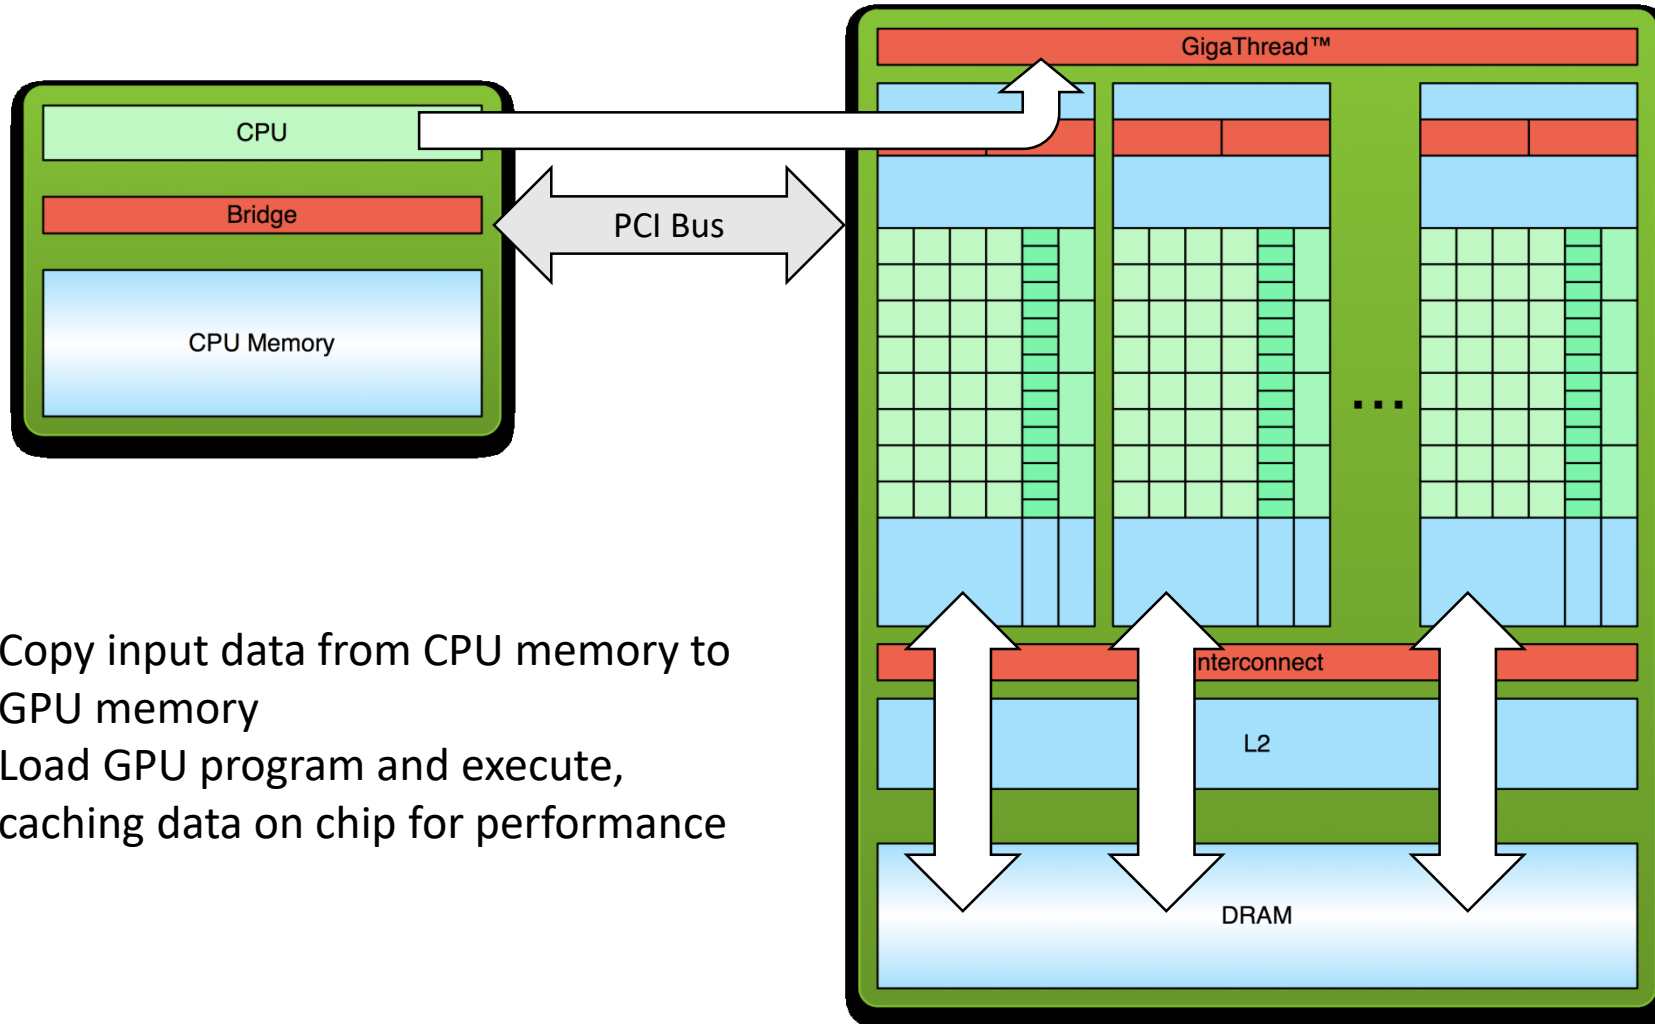 GigaThread™
CPU
Bridge
PCI Bus
CPU Memory
...
Copy input data from CPU memory to
GPU memory
Load GPU program and execute,
caching data on chip for performance
nterconnect
L2
DRAM